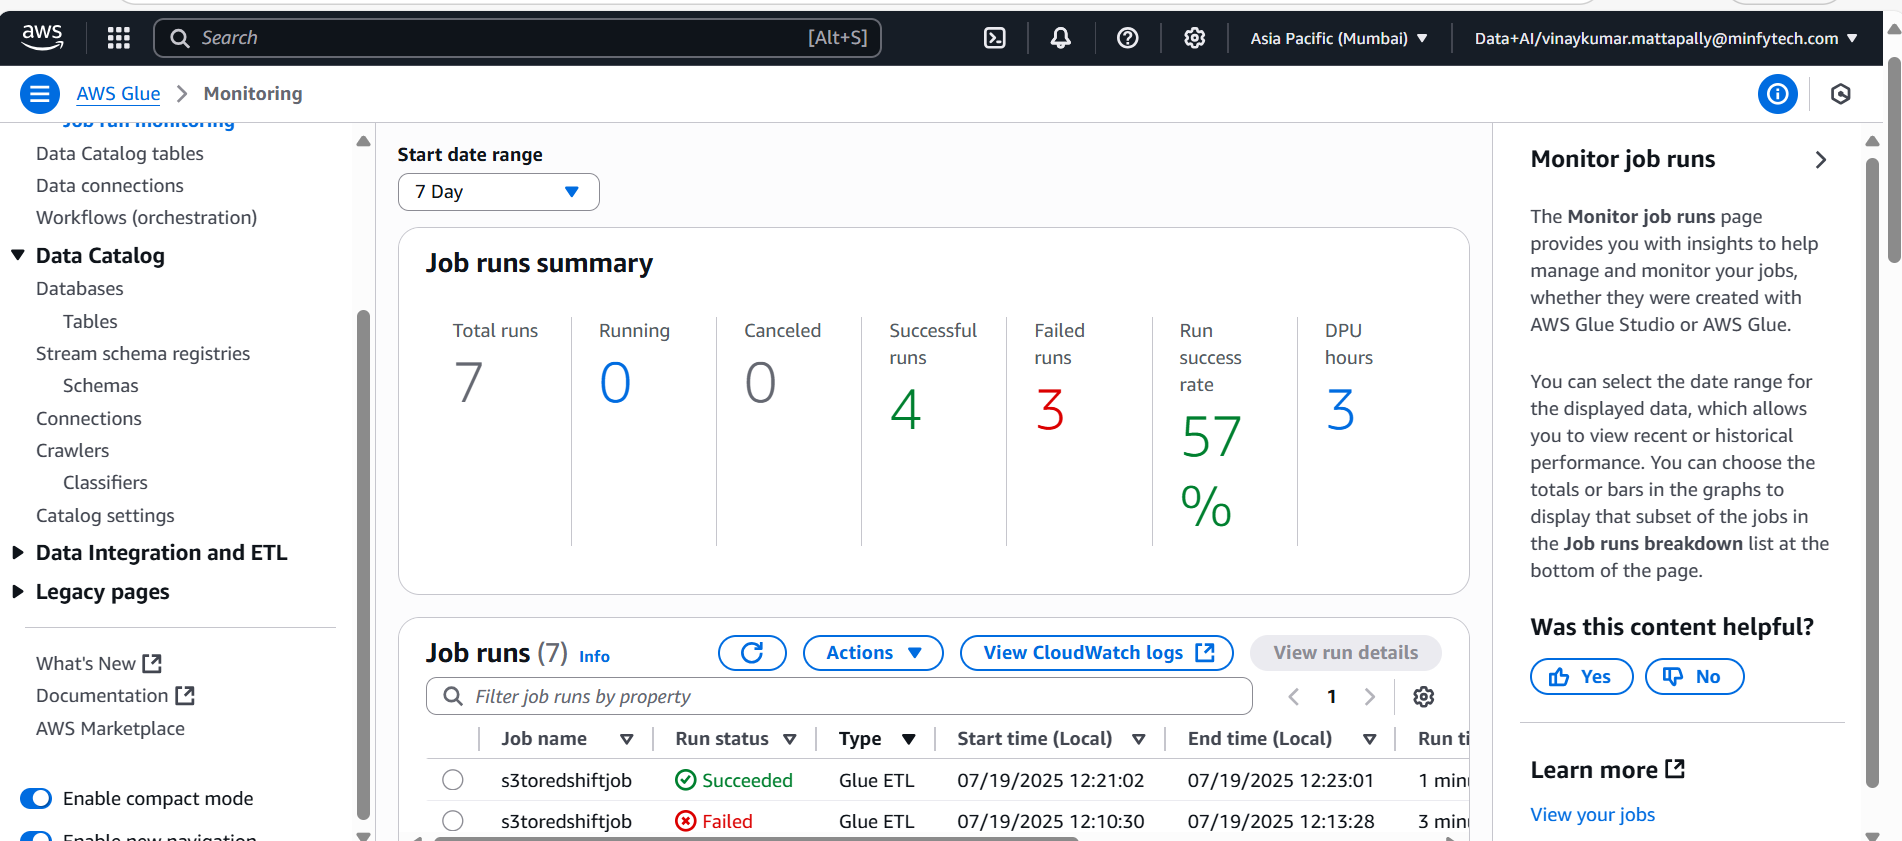 aws
Search
[Alt+S]
Asia Pacific (Mumbai)
Data+AI/vinaykumar.mattapally@minfytech.com
AWS Glue
Monitoring
Job run monitoring
Data Catalog tables
Data connections
Workflows (orchestration)
Data Catalog
Databases
Tables
Stream schema registries
Schemas
Connections
Crawlers
Classifiers
Catalog settings
Data Integration and ETL
Legacy pages
What's New
Documentation
AWS Marketplace
Enable compact mode
Enable new navigation
Start date range
7 Day
Job runs summary
Total runs
7
Running
0
Canceled
0
Successful
runs
4
Failed
runs
3
Run
success
rate
57
%
DPU
hours
3
Job runs (7) Info
Actions
View CloudWatch logs
View run details
Filter job runs by property
1
Job name Run status Type Start time (Local) End time (Local) Run ti
s3toredshiftjob Succeeded Glue ETL 07/19/2025 12:21:02 07/19/2025 12:23:01 1 minu
s3toredshiftjob Failed Glue ETL 07/19/2025 12:10:30 07/19/2025 12:13:28 3 minu
Monitor job runs
The Monitor job runs page
provides you with insights to help
manage and monitor your jobs,
whether they were created with
AWS Glue Studio or AWS Glue.
You can select the date range for
the displayed data, which allows
you to view recent or historical
performance. You can choose the
totals or bars in the graphs to
display that subset of the jobs in
the Job runs breakdown list at the
bottom of the page.
Was this content helpful?
Yes
No
Learn more
View your jobs